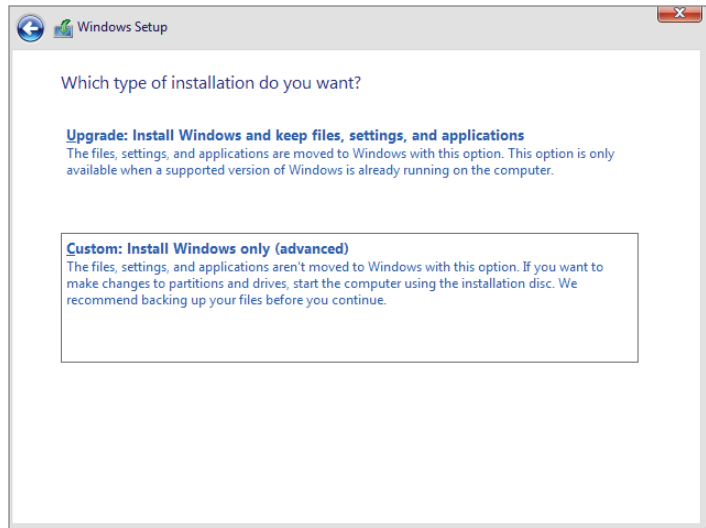 Windows Setup
Which type of installation do you want?
Upgrade: Install Windows and keep files, settings, and applications
The files, settings, and applications are moved to Windows with this option. This option is only
available when a supported version of Windows is already running on the computer.
Custom: Install Windows only (advanced)
The files, settings, and applications aren't moved to Windows with this option. If you want to
make changes to partitions and drives, start the computer using the installation disc. We
recommend backing up your files before you continue.